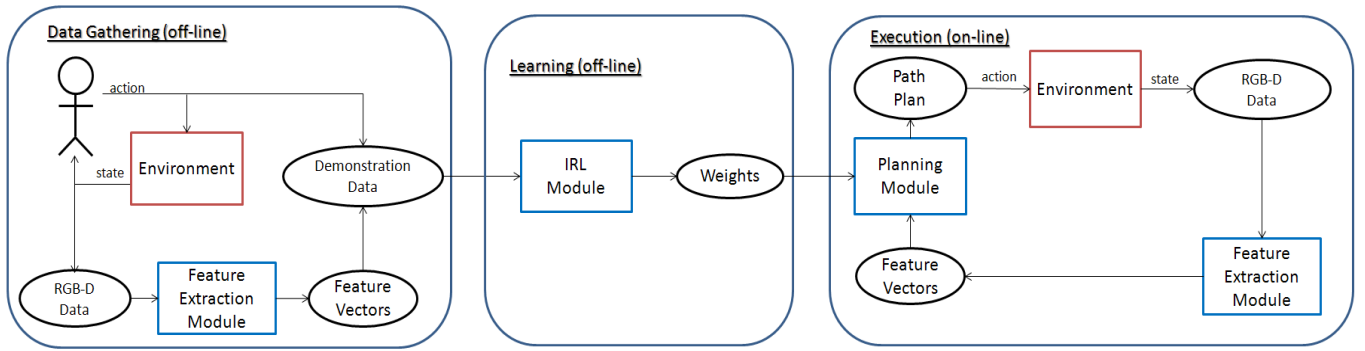 Data Gathering (off-line)
action
Environment
state
Demonstration
Data
RGB-D
Data
Feature
Extraction
Module
Feature
Vectors
Learning (off-line)
IRL
Module
Weights
Execution (on-line)
Path
Plan
action
Environment
state
RGB-D
Data
Planning
Module
Feature
Vectors
Feature
Extraction
Module